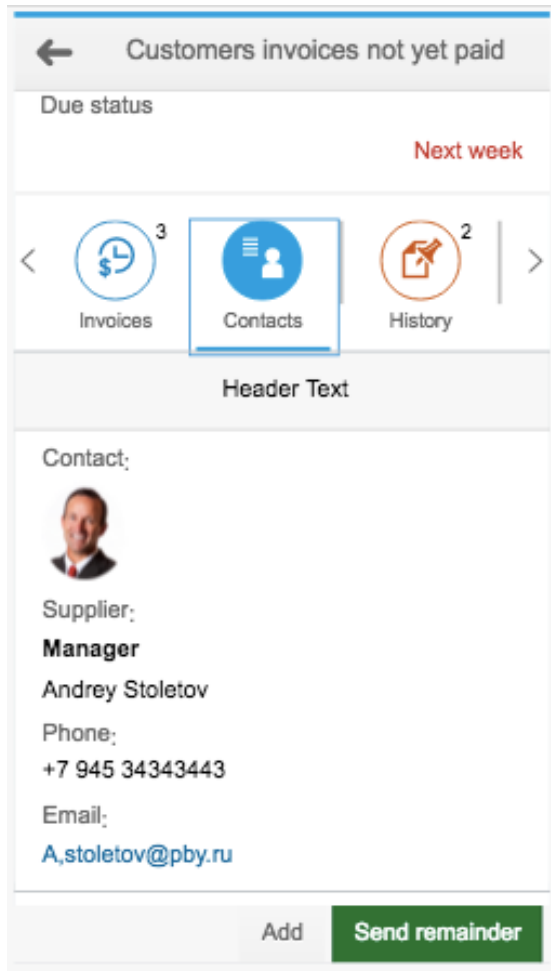 Customers invoices not yet paid
Due status
Next week
3
2
$
Invoices
Contacts
History
Header Text
Contact:
Supplier:
Manager
Andrey Stoletov
Phone:
+7 945 34343443
Email:
A,stoletov@pby.ru
Add
Send remainder